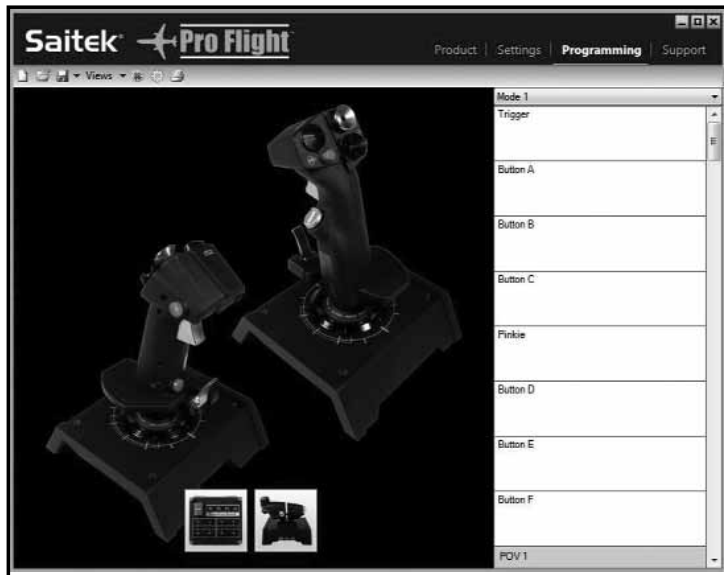 Saitek Pro Flight
Product | Settings | Programming | Support
Views
Mode 1
Trigger
Button A
Button B
Button C
Pinkie
Button D
Button E
Button F
POV 1